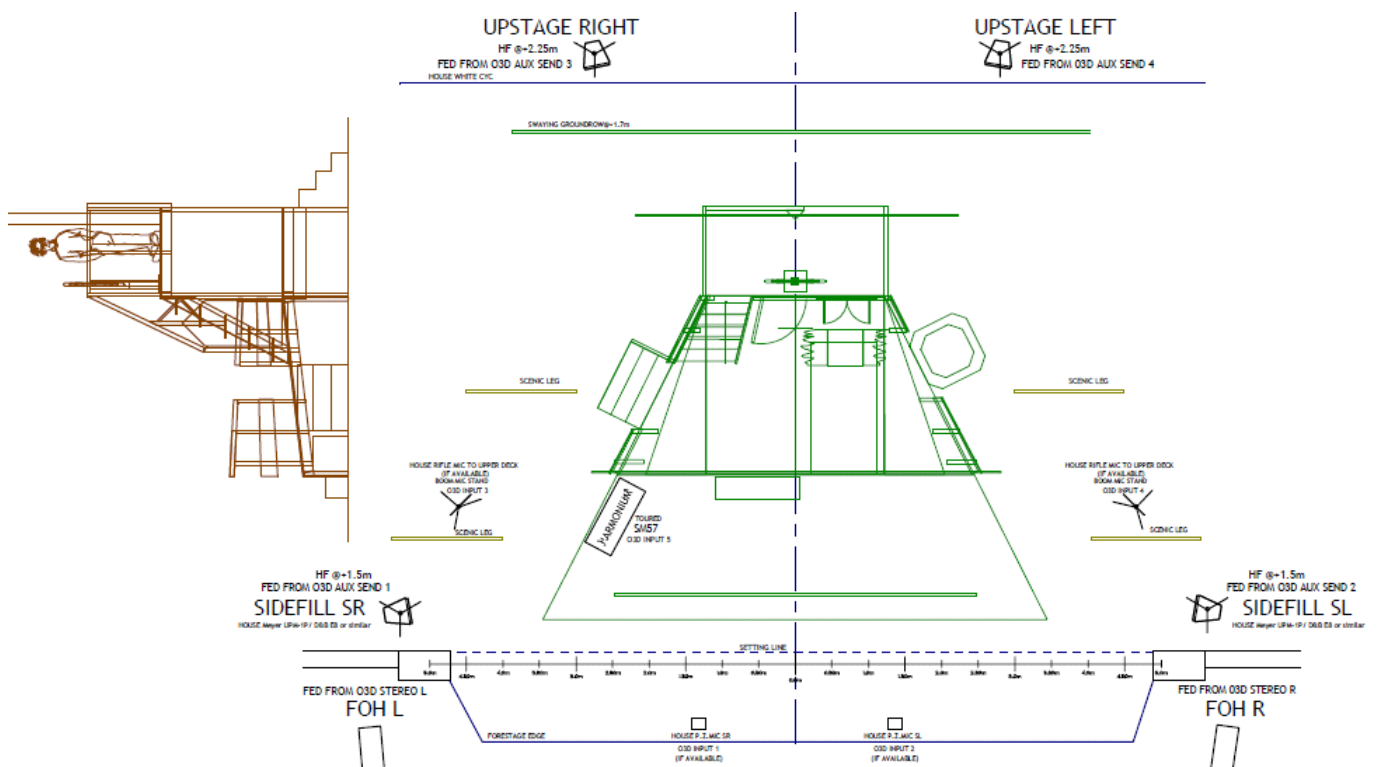 UPSTAGE RIGHT
HF @+2.25m
FED FROM O3D AUX SEND 3
UPSTAGE LEFT
HF @+2.25m
FED FROM O3D AUX SEND 4
HOUSE WHITE CYC
SWAYING GROUNDROW@+1.7m
SCENIC LEG
SCENIC LEG
HOUSE RIFLE MIC TO UPPER DECK
(IF AVAILABLE)
BOOM MIC STAND
O3D INPUT 3
HOUSE RIFLE MIC TO UPPER DECK
(IF AVAILABLE)
BOOM MIC STAND
O3D INPUT 4
HARMONIUM
TOURED
SM57
O3D INPUT 5
SCENIC LEG
SCENIC LEG
HF @+1.5m
FED FROM O3D AUX SEND 1
SIDEFILL SR
HOUSE Meyer UPM-1P/ D&B E8 or similar
HF @+1.5m
FED FROM O3D AUX SEND 2
SIDEFILL SL
HOUSE Meyer UPM-1P/ D&B E8 or similar
SETTING LINE
FED FROM O3D STEREO L
FOH L
FED FROM O3D STEREO R
FOH R
FORESTAGE EDGE
HOUSE P.Z.MIC SR
O3D INPUT 1
(IF AVAILABLE)
HOUSE P.Z.MIC SL
O3D INPUT 2
(IF AVAILABLE)